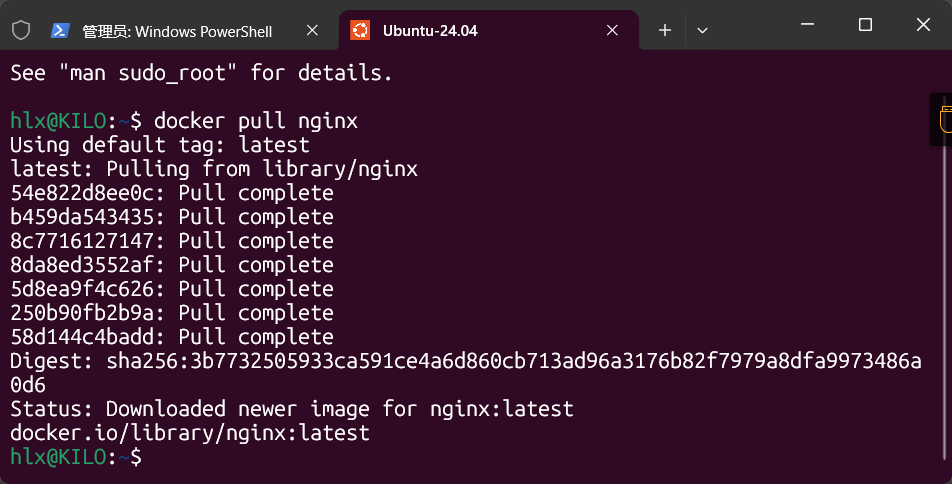 管理员: Windows PowerShell
Ubuntu-24.04
See "man sudo_root" for details.
hlx@KILO:~$ docker pull nginx
Using default tag: latest
latest: Pulling from library/nginx
54e822d8ee0c: Pull complete
b459da543435: Pull complete
8c7716127147: Pull complete
8da8ed3552af: Pull complete
5d8ea9f4c626: Pull complete
250b90fb2b9a: Pull complete
58d144c4badd: Pull complete
Digest: sha256:3b7732505933ca591ce4a6d860cb713ad96a3176b82f7979a8dfa9973486a
0d6
Status: Downloaded newer image for nginx:latest
docker.io/library/nginx:latest
hlx@KILO:~$